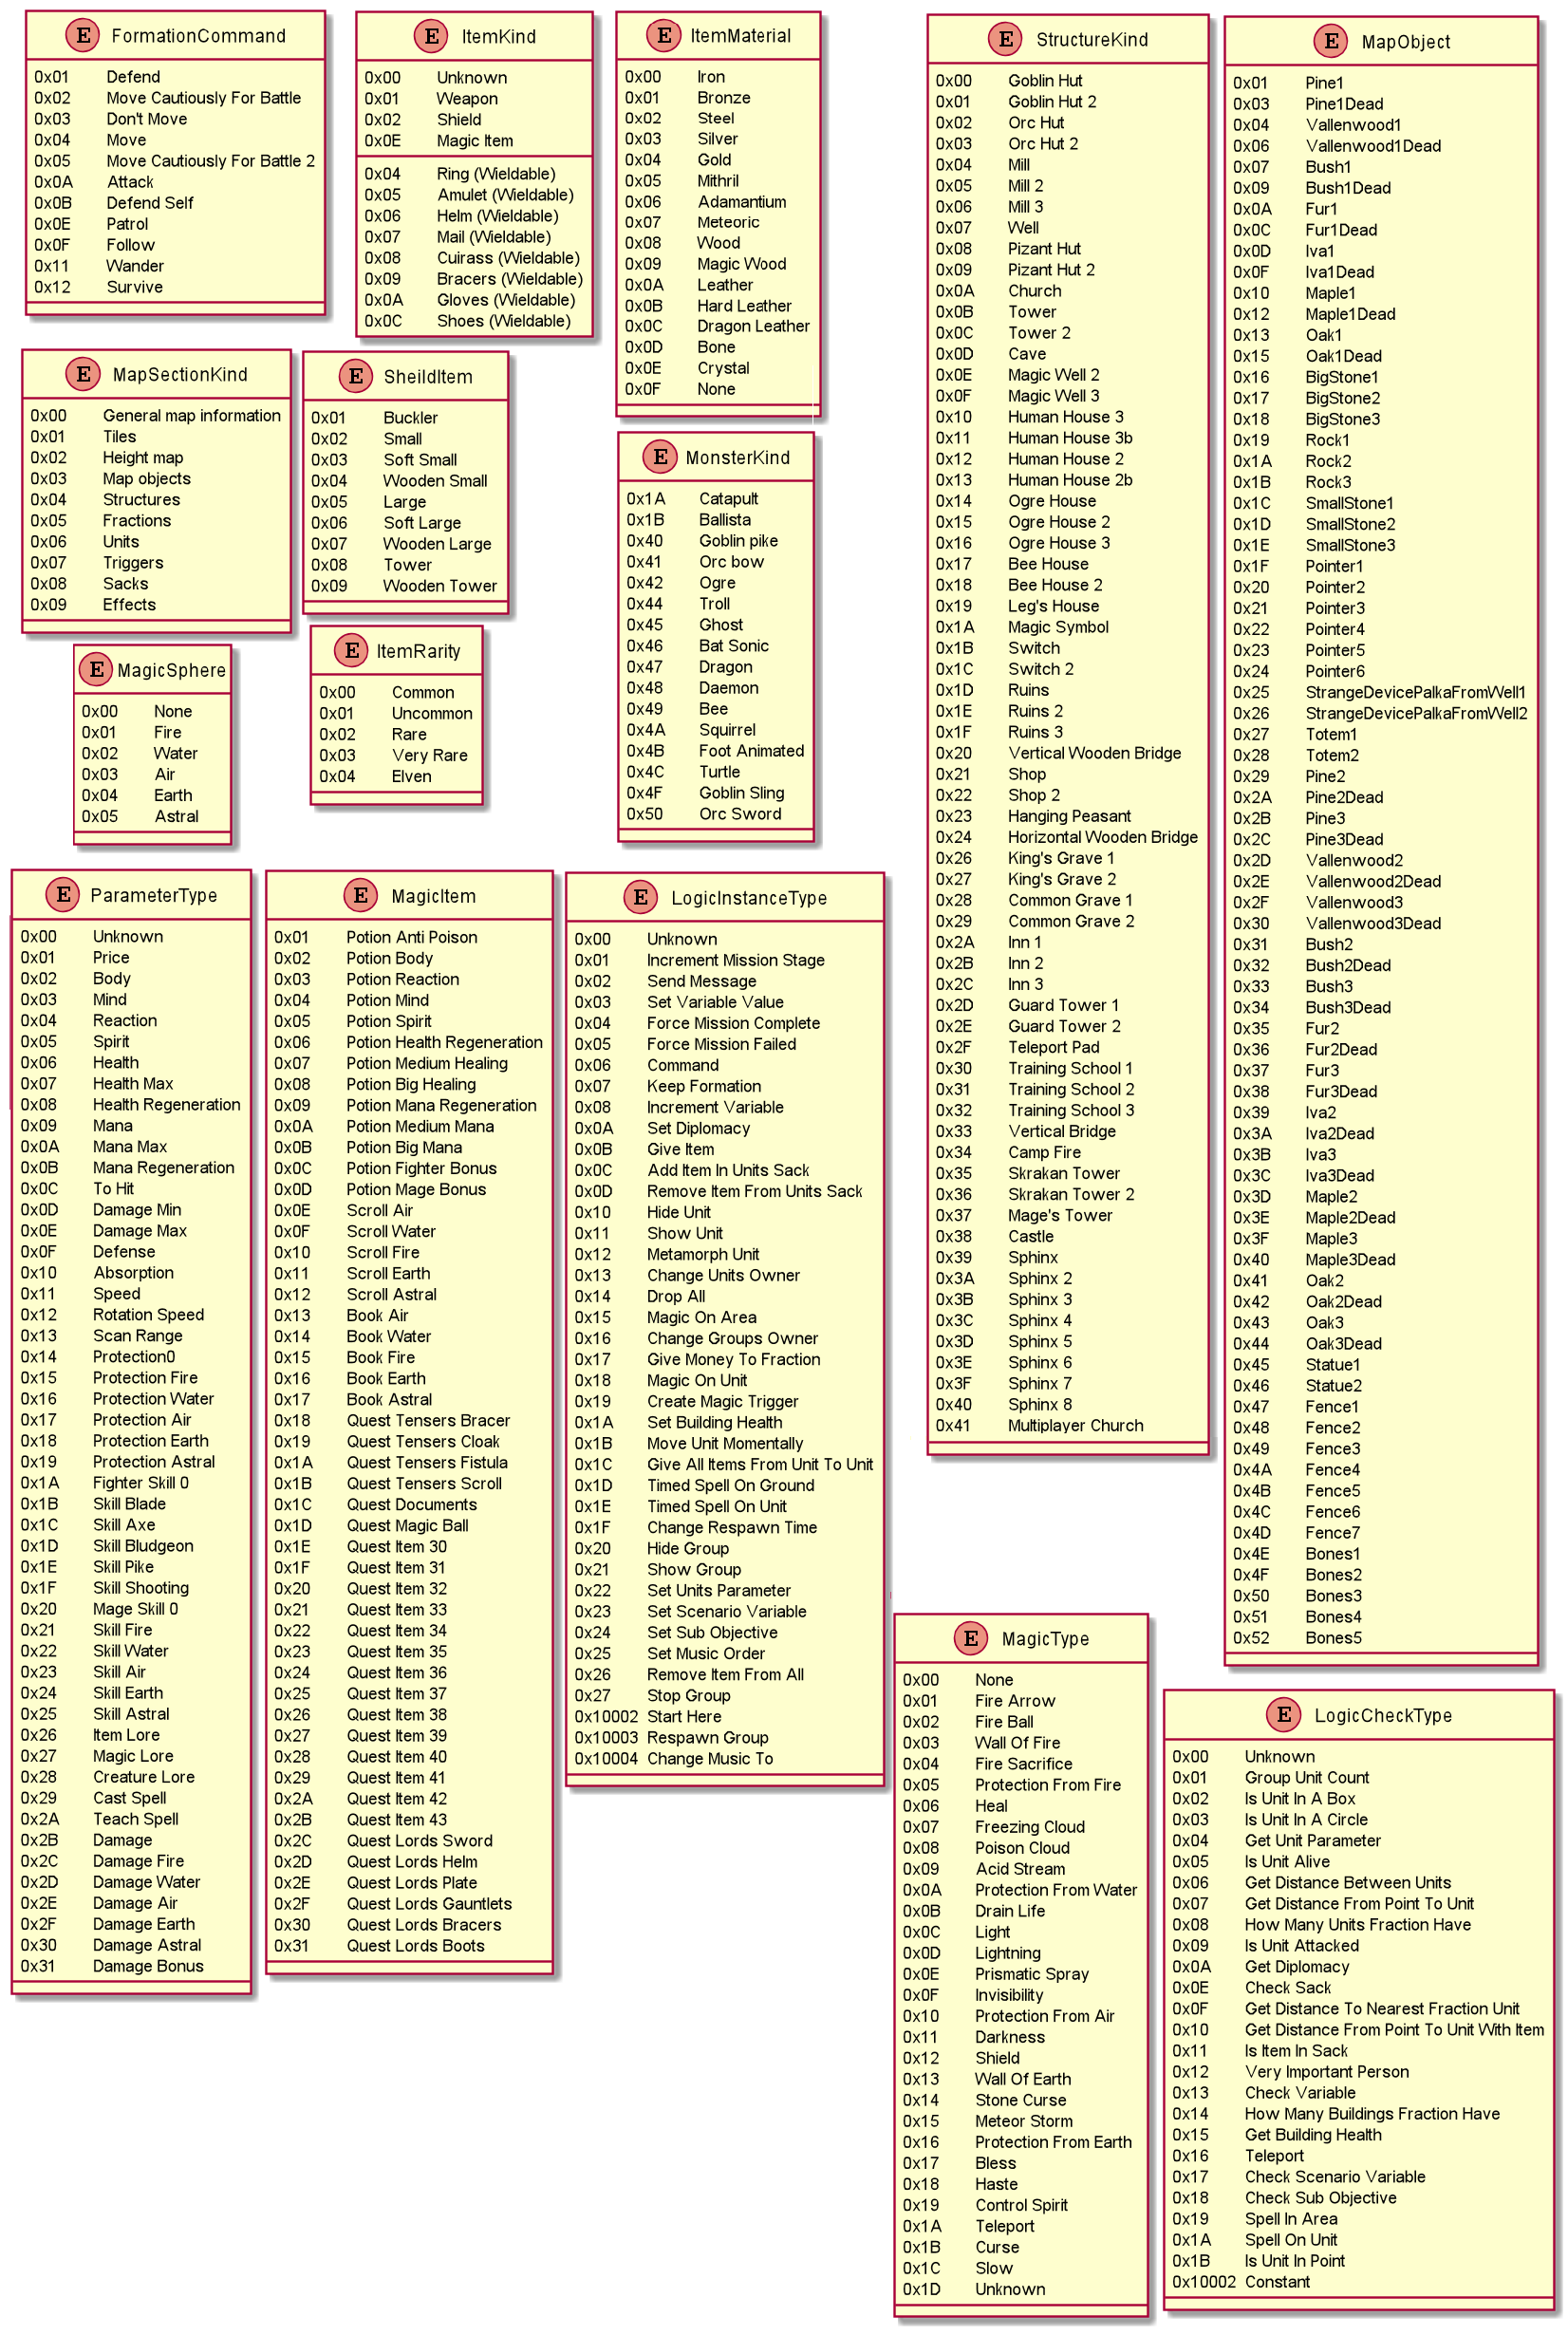 E FormationCommand
0x01 Defend
0x02 Move Cautiously For Battle
0x03 Don't Move
0x04 Move
0x05 Move Cautiously For Battle 2
0x0A Attack
0x0B Defend Self
0x0E Patrol
0x0F Follow
0x11 Wander
0x12 Survive
E ItemKind
0x00 Unknown
0x01 Weapon
0x02 Shield
0x0E Magic Item
0x04 Ring (Wieldable)
0x05 Amulet (Wieldable)
0x06 Helm (Wieldable)
0x07 Mail (Wieldable)
0x08 Cuirass (Wieldable)
0x09 Bracers (Wieldable)
0x0A Gloves (Wieldable)
0x0C Shoes (Wieldable)
E ItemMaterial
0x00 Iron
0x01 Bronze
0x02 Steel
0x03 Silver
0x04 Gold
0x05 Mithril
0x06 Adamantium
0x07 Meteoric
0x08 Wood
0x09 Magic Wood
0x0A Leather
0x0B Hard Leather
0x0C Dragon Leather
0x0D Bone
0x0E Crystal
0x0F None
E StructureKind
0x00 Goblin Hut
0x01 Goblin Hut 2
0x02 Orc Hut
0x03 Orc Hut 2
0x04 Mill
0x05 Mill 2
0x06 Mill 3
0x07 Well
0x08 Pizant Hut
0x09 Pizant Hut 2
0x0A Church
0x0B Tower
0x0C Tower 2
0x0D Cave
0x0E Magic Well 2
0x0F Magic Well 3
0x10 Human House 3
0x11 Human House 3b
0x12 Human House 2
0x13 Human House 2b
0x14 Ogre House
0x15 Ogre House 2
0x16 Ogre House 3
0x17 Bee House
0x18 Bee House 2
0x19 Leg's House
0x1A Magic Symbol
0x1B Switch
0x1C Switch 2
0x1D Ruins
0x1E Ruins 2
0x1F Ruins 3
0x20 Vertical Wooden Bridge
0x21 Shop
0x22 Shop 2
0x23 Hanging Peasant
0x24 Horizontal Wooden Bridge
0x26 King's Grave 1
0x27 King's Grave 2
0x28 Common Grave 1
0x29 Common Grave 2
0x2A Inn 1
0x2B Inn 2
0x2C Inn 3
0x2D Guard Tower 1
0x2E Guard Tower 2
0x2F Teleport Pad
0x30 Training School 1
0x31 Training School 2
0x32 Training School 3
0x33 Vertical Bridge
0x34 Camp Fire
0x35 Skrakan Tower
0x36 Skrakan Tower 2
0x37 Mage's Tower
0x38 Castle
0x39 Sphinx
0x3A Sphinx 2
0x3B Sphinx 3
0x3C Sphinx 4
0x3D Sphinx 5
0x3E Sphinx 6
0x3F Sphinx 7
0x40 Sphinx 8
0x41 Multiplayer Church
E MapObject
0x01 Pine1
0x03 Pine1Dead
0x04 Vallenwood1
0x06 Vallenwood1Dead
0x07 Bush1
0x09 Bush1Dead
0x0A Fur1
0x0C Fur1Dead
0x0D Iva1
0x0F Iva1Dead
0x10 Maple1
0x12 Maple1Dead
0x13 Oak1
0x15 Oak1Dead
0x16 BigStone1
0x17 BigStone2
0x18 BigStone3
0x19 Rock1
0x1A Rock2
0x1B Rock3
0x1C SmallStone1
0x1D SmallStone2
0x1E SmallStone3
0x1F Pointer1
0x20 Pointer2
0x21 Pointer3
0x22 Pointer4
0x23 Pointer5
0x24 Pointer6
0x25 StrangeDevicePalkaFromWell1
0x26 StrangeDevicePalkaFromWell2
0x27 Totem1
0x28 Totem2
0x29 Pine2
0x2A Pine2Dead
0x2B Pine3
0x2C Pine3Dead
0x2D Vallenwood2
0x2E Vallenwood2Dead
0x2F Vallenwood3
0x30 Vallenwood3Dead
0x31 Bush2
0x32 Bush2Dead
0x33 Bush3
0x34 Bush3Dead
0x35 Fur2
0x36 Fur2Dead
0x37 Fur3
0x38 Fur3Dead
0x39 Iva2
0x3A Iva2Dead
0x3B Iva3
0x3C Iva3Dead
0x3D Maple2
0x3E Maple2Dead
0x3F Maple3
0x40 Maple3Dead
0x41 Oak2
0x42 Oak2Dead
0x43 Oak3
0x44 Oak3Dead
0x45 Statue1
0x46 Statue2
0x47 Fence1
0x48 Fence2
0x49 Fence3
0x4A Fence4
0x4B Fence5
0x4C Fence6
0x4D Fence7
0x4E Bones1
0x4F Bones2
0x50 Bones3
0x51 Bones4
0x52 Bones5
E MapSectionKind
0x00 General map information
0x01 Tiles
0x02 Height map
0x03 Map objects
0x04 Structures
0x05 Fractions
0x06 Units
0x07 Triggers
0x08 Sacks
0x09 Effects
E SheildItem
0x01 Buckler
0x02 Small
0x03 Soft Small
0x04 Wooden Small
0x05 Large
0x06 Soft Large
0x07 Wooden Large
0x08 Tower
0x09 Wooden Tower
E MonsterKind
0x1A Catapult
0x1B Ballista
0x40 Goblin pike
0x41 Orc bow
0x42 Ogre
0x44 Troll
0x45 Ghost
0x46 Bat Sonic
0x47 Dragon
0x48 Daemon
0x49 Bee
0x4A Squirrel
0x4B Foot Animated
0x4C Turtle
0x4F Goblin Sling
0x50 Orc Sword
E MagicSphere
0x00 None
0x01 Fire
0x02 Water
0x03 Air
0x04 Earth
0x05 Astral
E ItemRarity
0x00 Common
0x01 Uncommon
0x02 Rare
0x03 Very Rare
0x04 Elven
E ParameterType
0x00 Unknown
0x01 Price
0x02 Body
0x03 Mind
0x04 Reaction
0x05 Spirit
0x06 Health
0x07 Health Max
0x08 Health Regeneration
0x09 Mana
0x0A Mana Max
0x0B Mana Regeneration
0x0C To Hit
0x0D Damage Min
0x0E Damage Max
0x0F Defense
0x10 Absorption
0x11 Speed
0x12 Rotation Speed
0x13 Scan Range
0x14 Protection0
0x15 Protection Fire
0x16 Protection Water
0x17 Protection Air
0x18 Protection Earth
0x19 Protection Astral
0x1A Fighter Skill 0
0x1B Skill Blade
0x1C Skill Axe
0x1D Skill Bludgeon
0x1E Skill Pike
0x1F Skill Shooting
0x20 Mage Skill 0
0x21 Skill Fire
0x22 Skill Water
0x23 Skill Air
0x24 Skill Earth
0x25 Skill Astral
0x26 Item Lore
0x27 Magic Lore
0x28 Creature Lore
0x29 Cast Spell
0x2A Teach Spell
0x2B Damage
0x2C Damage Fire
0x2D Damage Water
0x2E Damage Air
0x2F Damage Earth
0x30 Damage Astral
0x31 Damage Bonus
E MagicItem
0x01 Potion Anti Poison
0x02 Potion Body
0x03 Potion Reaction
0x04 Potion Mind
0x05 Potion Spirit
0x06 Potion Health Regeneration
0x07 Potion Medium Healing
0x08 Potion Big Healing
0x09 Potion Mana Regeneration
0x0A Potion Medium Mana
0x0B Potion Big Mana
0x0C Potion Fighter Bonus
0x0D Potion Mage Bonus
0x0E Scroll Air
0x0F Scroll Water
0x10 Scroll Fire
0x11 Scroll Earth
0x12 Scroll Astral
0x13 Book Air
0x14 Book Water
0x15 Book Fire
0x16 Book Earth
0x17 Book Astral
0x18 Quest Tensers Bracer
0x19 Quest Tensers Cloak
0x1A Quest Tensers Fistula
0x1B Quest Tensers Scroll
0x1C Quest Documents
0x1D Quest Magic Ball
0x1E Quest Item 30
0x1F Quest Item 31
0x20 Quest Item 32
0x21 Quest Item 33
0x22 Quest Item 34
0x23 Quest Item 35
0x24 Quest Item 36
0x25 Quest Item 37
0x26 Quest Item 38
0x27 Quest Item 39
0x28 Quest Item 40
0x29 Quest Item 41
0x2A Quest Item 42
0x2B Quest Item 43
0x2C Quest Lords Sword
0x2D Quest Lords Helm
0x2E Quest Lords Plate
0x2F Quest Lords Gauntlets
0x30 Quest Lords Bracers
0x31 Quest Lords Boots
E LogicInstanceType
0x00 Unknown
0x01 Increment Mission Stage
0x02 Send Message
0x03 Set Variable Value
0x04 Force Mission Complete
0x05 Force Mission Failed
0x06 Command
0x07 Keep Formation
0x08 Increment Variable
0x0A Set Diplomacy
0x0B Give Item
0x0C Add Item In Units Sack
0x0D Remove Item From Units Sack
0x10 Hide Unit
0x11 Show Unit
0x12 Metamorph Unit
0x13 Change Units Owner
0x14 Drop All
0x15 Magic On Area
0x16 Change Groups Owner
0x17 Give Money To Fraction
0x18 Magic On Unit
0x19 Create Magic Trigger
0x1A Set Building Health
0x1B Move Unit Momentally
0x1C Give All Items From Unit To Unit
0x1D Timed Spell On Ground
0x1E Timed Spell On Unit
0x1F Change Respawn Time
0x20 Hide Group
0x21 Show Group
0x22 Set Units Parameter
0x23 Set Scenario Variable
0x24 Set Sub Objective
0x25 Set Music Order
0x26 Remove Item From All
0x27 Stop Group
0x10002 Start Here
0x10003 Respawn Group
0x10004 Change Music To
E MagicType
0x00 None
0x01 Fire Arrow
0x02 Fire Ball
0x03 Wall Of Fire
0x04 Fire Sacrifice
0x05 Protection From Fire
0x06 Heal
0x07 Freezing Cloud
0x08 Poison Cloud
0x09 Acid Stream
0x0A Protection From Water
0x0B Drain Life
0x0C Light
0x0D Lightning
0x0E Prismatic Spray
0x0F Invisibility
0x10 Protection From Air
0x11 Darkness
0x12 Shield
0x13 Wall Of Earth
0x14 Stone Curse
0x15 Meteor Storm
0x16 Protection From Earth
0x17 Bless
0x18 Haste
0x19 Control Spirit
0x1A Teleport
0x1B Curse
0x1C Slow
0x1D Unknown
E LogicCheckType
0x00 Unknown
0x01 Group Unit Count
0x02 Is Unit In A Box
0x03 Is Unit In A Circle
0x04 Get Unit Parameter
0x05 Is Unit Alive
0x06 Get Distance Between Units
0x07 Get Distance From Point To Unit
0x08 How Many Units Fraction Have
0x09 Is Unit Attacked
0x0A Get Diplomacy
0x0E Check Sack
0x0F Get Distance To Nearest Fraction Unit
0x10 Get Distance From Point To Unit With Item
0x11 Is Item In Sack
0x12 Very Important Person
0x13 Check Variable
0x14 How Many Buildings Fraction Have
0x15 Get Building Health
0x16 Teleport
0x17 Check Scenario Variable
0x18 Check Sub Objective
0x19 Spell In Area
0x1A Spell On Unit
0x1B Is Unit In Point
0x10002 Constant